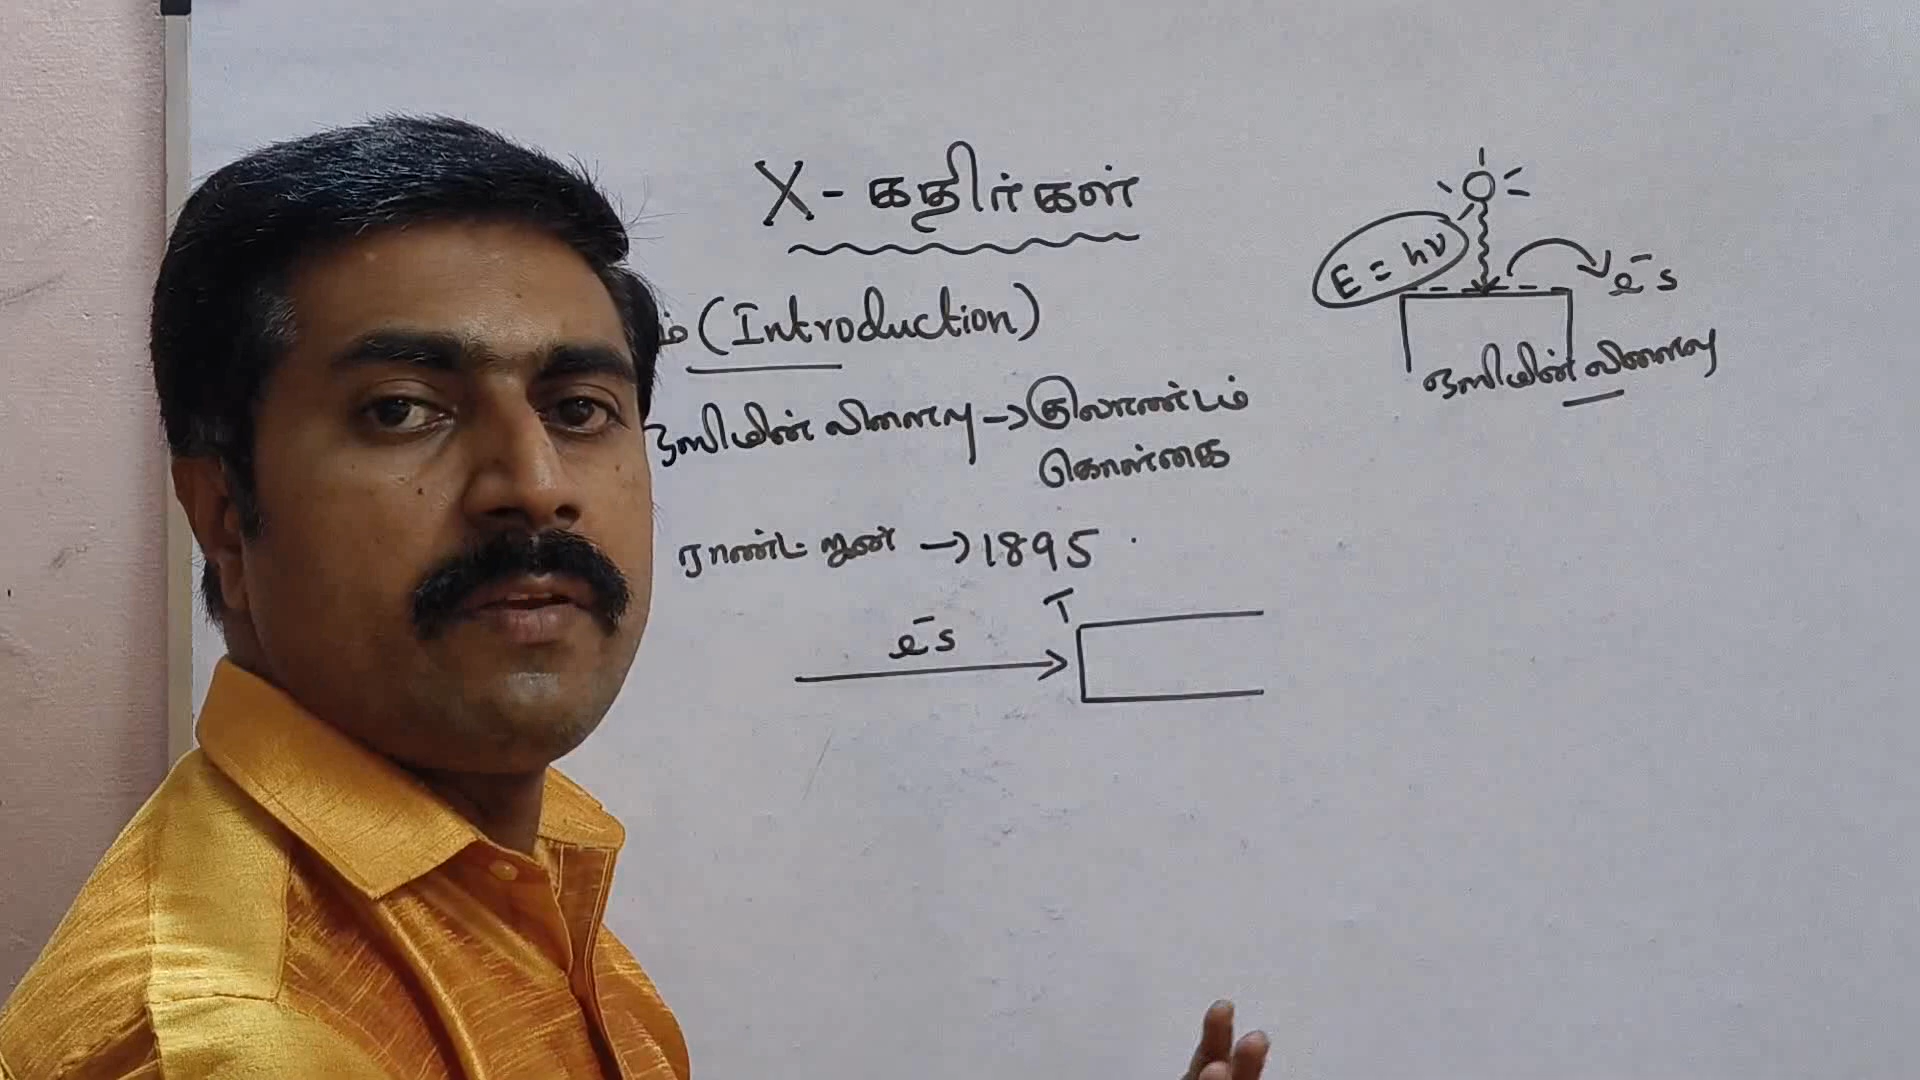 X - கதிர்கள்
ம் (Introduction)
ஒளிமின் விளைவு → குவாண்டம்
கொள்கை
ராண்ட்ஜன் → 1895
e⁻s
T
E = hν
e⁻s
ஒளிமின் விளைவு